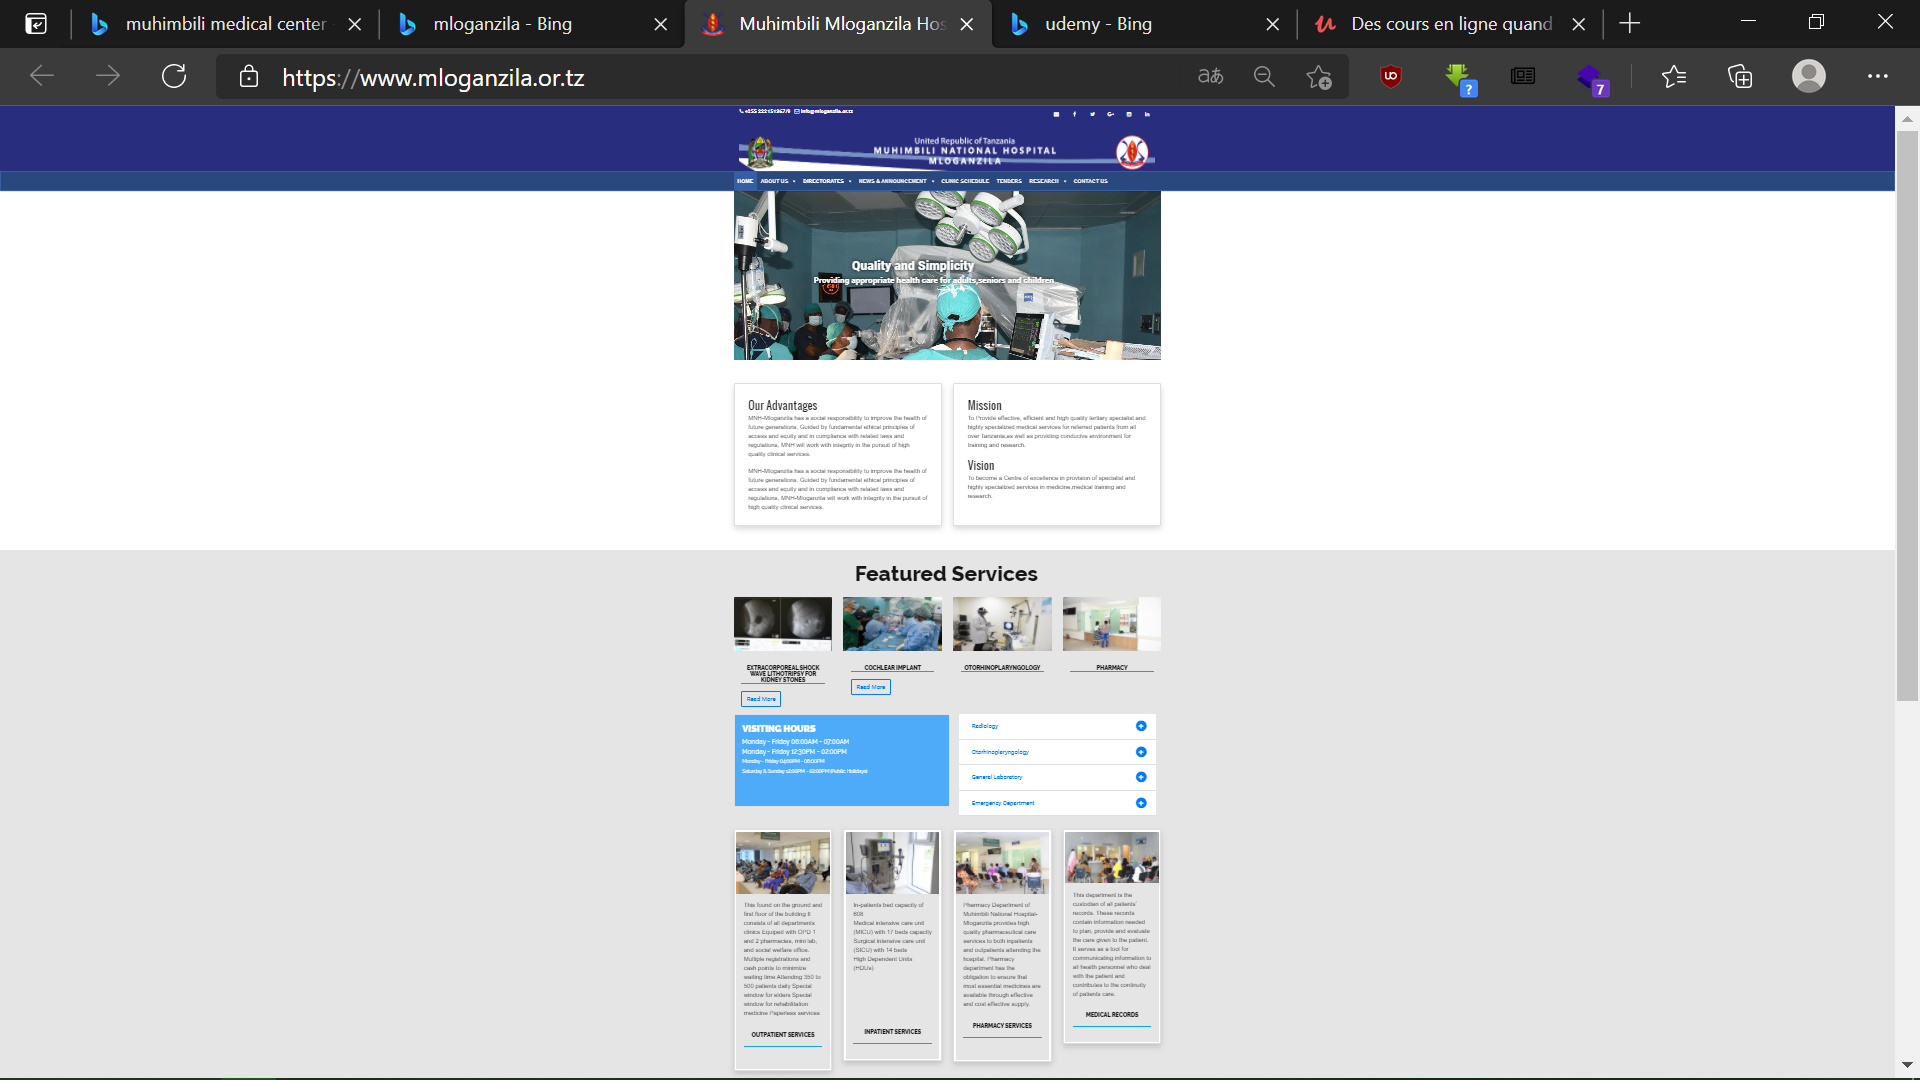 muhimbili medical center
mloganzila - Bing
Muhimbili Mloganzila Hos
udemy - Bing
Des cours en ligne quand
https://www.mloganzila.or.tz
7
info@mloganzila.or.tz
United Republic of Tanzania
MUHIMBILI NATIONAL HOSPITAL
MLOGANZILA
HOME ABOUT US DIRECTORATES NEWS & ANNOUNCEMENT CLINIC SCHEDULE TENDERS RESEARCH CONTACT US
Quality and Simplicity
Providing appropriate health care for adults,seniors and children
Our Advantages
MNH-Mloganzila has a social responsibility to improve the health of
future generations. Guided by fundamental ethical principles of
access and equity and in compliance with related laws and
regulations, MNH will work with integrity in the pursuit of high
quality clinical services.
MNH-Mloganzila has a social responsibility to improve the health of
future generations. Guided by fundamental ethical principles of
access and equity and in compliance with related laws and
regulations, MNH-Mloganzila will work with integrity in the pursuit of
high quality clinical services.
Mission
To Provide effective, efficient and high quality tertiary specialist and
highly specialized medical services for referred patients from all
over Tanzania,as well as providing conducive environment for
training and research.
Vision
To become a Centre of excellence in provision of specialist and
highly specialized services in medicine,medical training and
research.
Featured Services
EXTRACORPOREAL SHOCK
WAVE LITHOTRIPSY FOR
KIDNEY STONES
Read More
COCHLEAR IMPLANT
Read More
OTORHINOPLARYNGOLOGY
PHARMACY
VISITING HOURS
Monday - Friday 06:00AM - 07:00AM
Monday - Friday 12:30PM - 02:00PM
Monday - Friday 04:00PM - 06:00PM
Saturday & Sunday 12:00PM - 02:00PM (Public Holidays)
Radiology
Otorhinoplaryngology
General Laboratory
Emergency Department
This found on the ground and
first floor of the building it
consists of all departments
clinics Equiped with OPD 1
and 2 pharmacies, mini lab,
and social welfare office.
Multiple registrations and
cash points to minimize
waiting time Attending 350 to
500 patients daily Special
window for elders Special
window for rehabilitation
medicine Paperless services
OUTPATIENT SERVICES
In-patients bed capacity of
608
Medical intensive care unit
(MICU) with 17 beds capacity
Surgical intensive care unit
(SICU) with 14 beds
High Dependent Units
(HDUs)
INPATIENT SERVICES
Pharmacy Department of
Muhimbili National Hospital-
Mloganzila provides high
quality pharmaceutical care
services to both inpatients
and outpatients attending the
hospital. Pharmacy
department has the
obligation to ensure that
most essential medicines are
available through effective
and cost effective supply.
PHARMACY SERVICES
This department is the
custodian of all patients'
records. These records
contain information needed
to plan, provide and evaluate
the care given to the patient.
It serves as a tool for
communicating information to
all health personnel who deal
with the patient and
contributes to the continuity
of patients care.
MEDICAL RECORDS